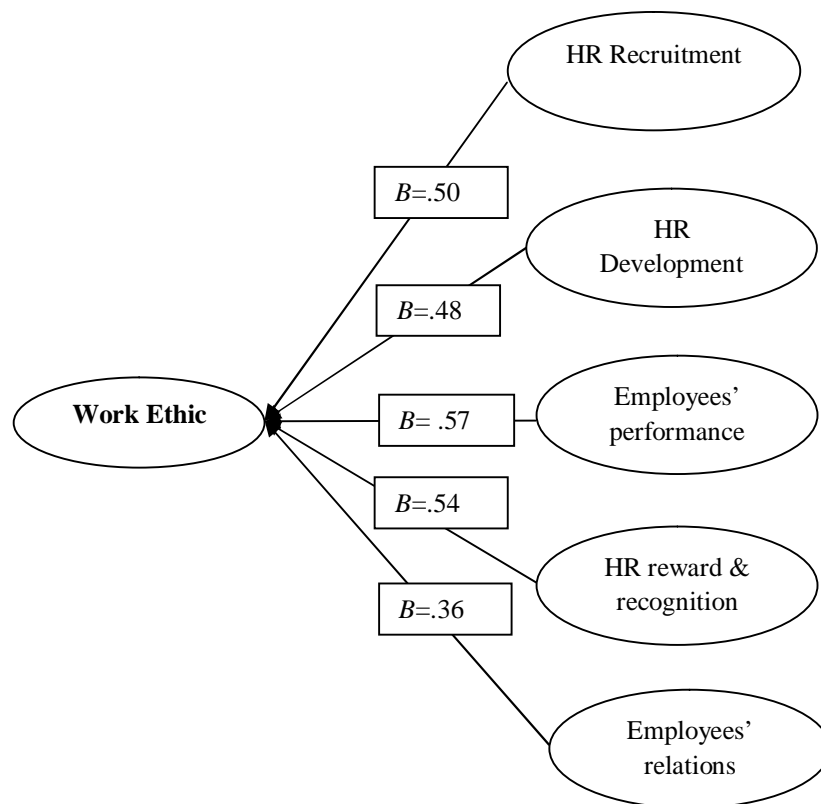 HR Recruitment
B=.50
HR
Development
B=.48
Work Ethic
B= .57
Employees’
performance
B=.54
HR reward &
recognition
B=.36
Employees’
relations